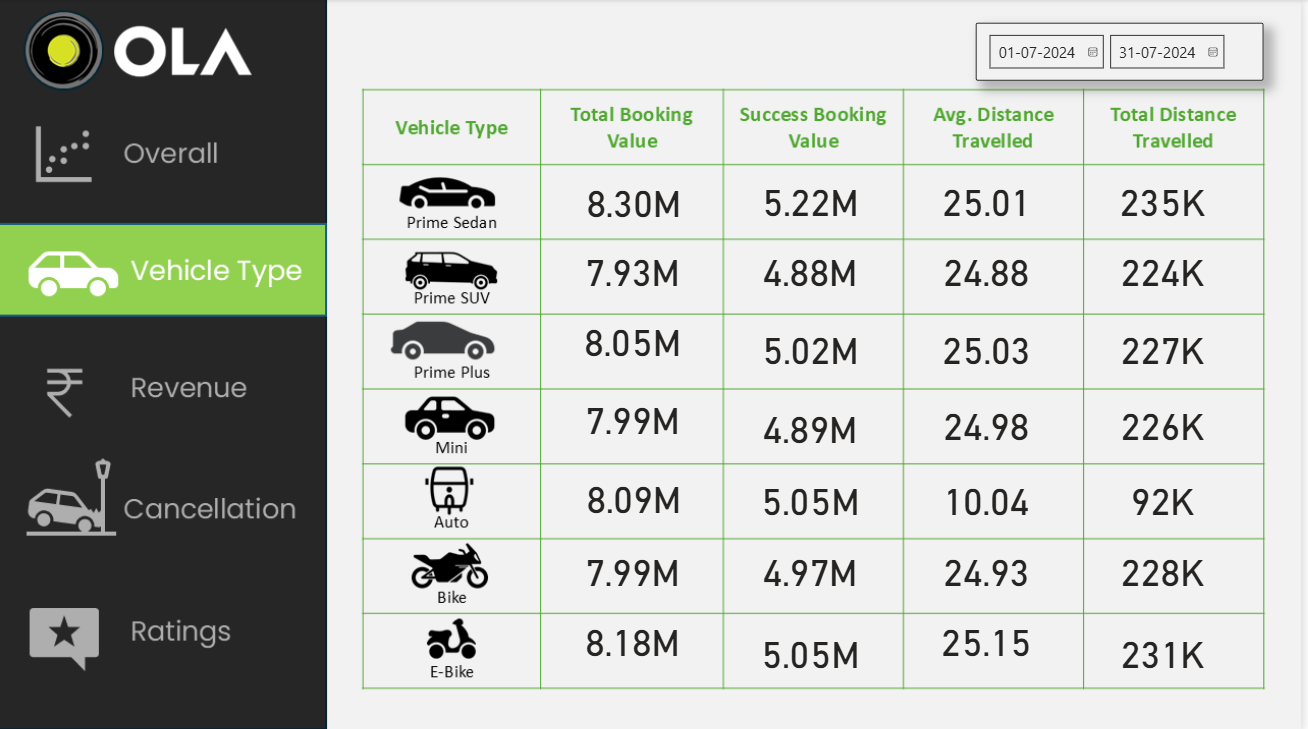 OLA
01-07-2024 31-07-2024
Overall
Vehicle Type
Revenue
Cancellation
Ratings
Vehicle Type Total Booking Value Success Booking Value Avg. Distance Travelled Total Distance Travelled
Prime Sedan 8.30M 5.22M 25.01 235K
Prime SUV 7.93M 4.88M 24.88 224K
Prime Plus 8.05M 5.02M 25.03 227K
Mini 7.99M 4.89M 24.98 226K
Auto 8.09M 5.05M 10.04 92K
Bike 7.99M 4.97M 24.93 228K
E-Bike 8.18M 5.05M 25.15 231K